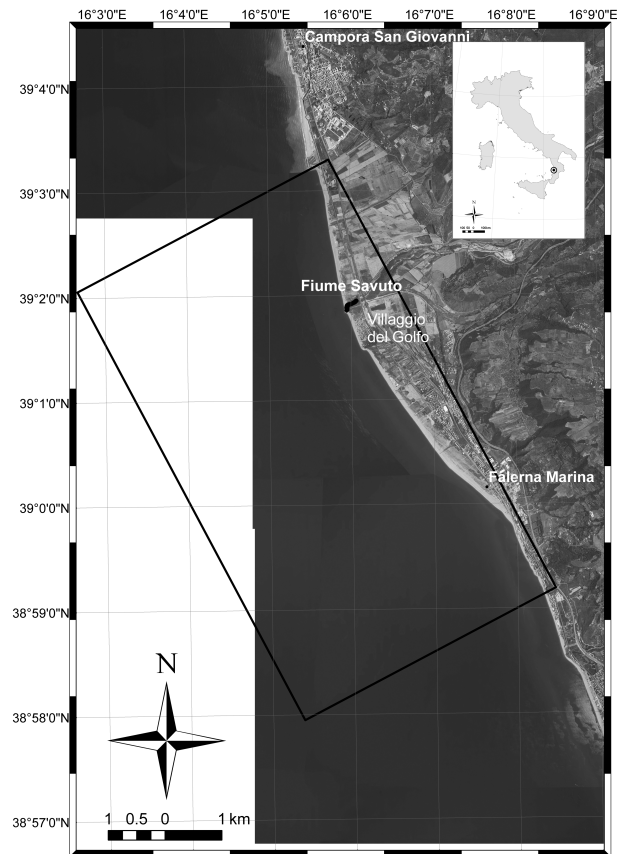 16°3'0"E 16°4'0"E 16°5'0"E 16°6'0"E 16°7'0"E 16°8'0"E 16°9'0"E
Campora San Giovanni
39°4'0"N
N
39°3'0"N
39°2'0"N
Fiume Savuto
Villaggio
del Golfo
39°1'0"N
Falerna Marina
39°0'0"N
38°59'0"N
N
38°58'0"N
1 0.5 0 1 km
38°57'0"N